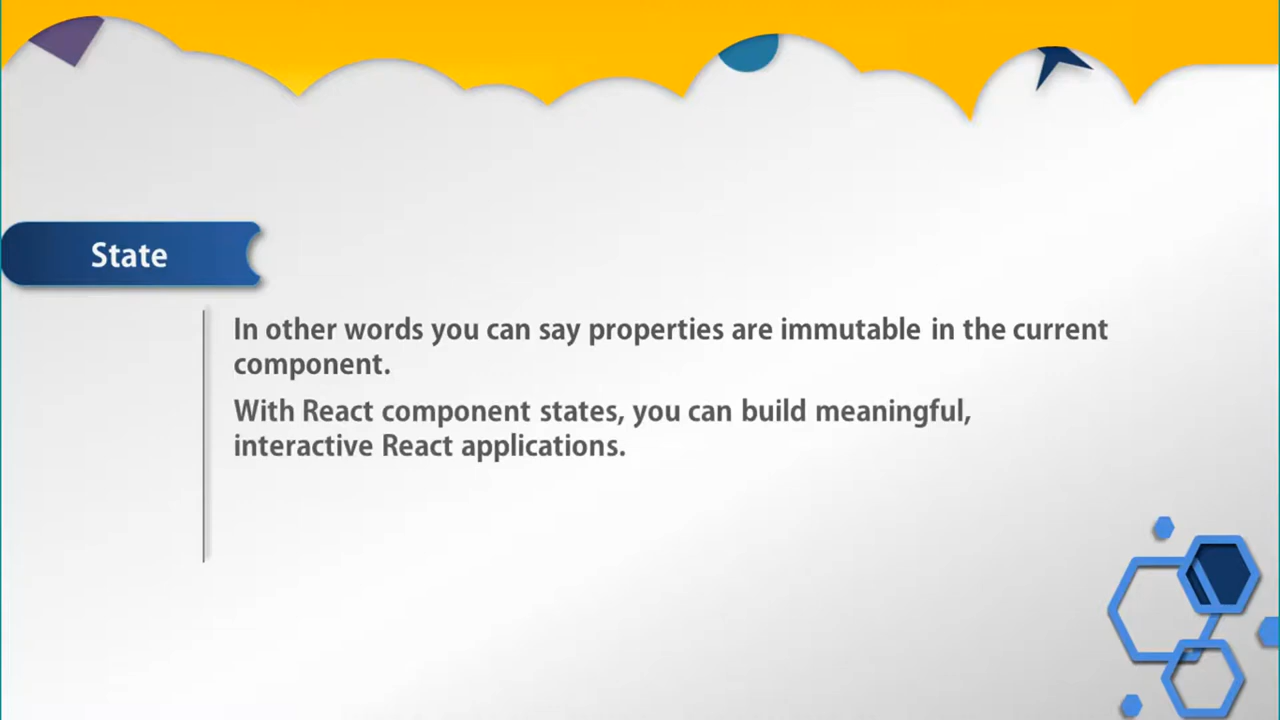 State
In other words you can say properties are immutable in the current
component.
With React component states, you can build meaningful,
interactive React applications.